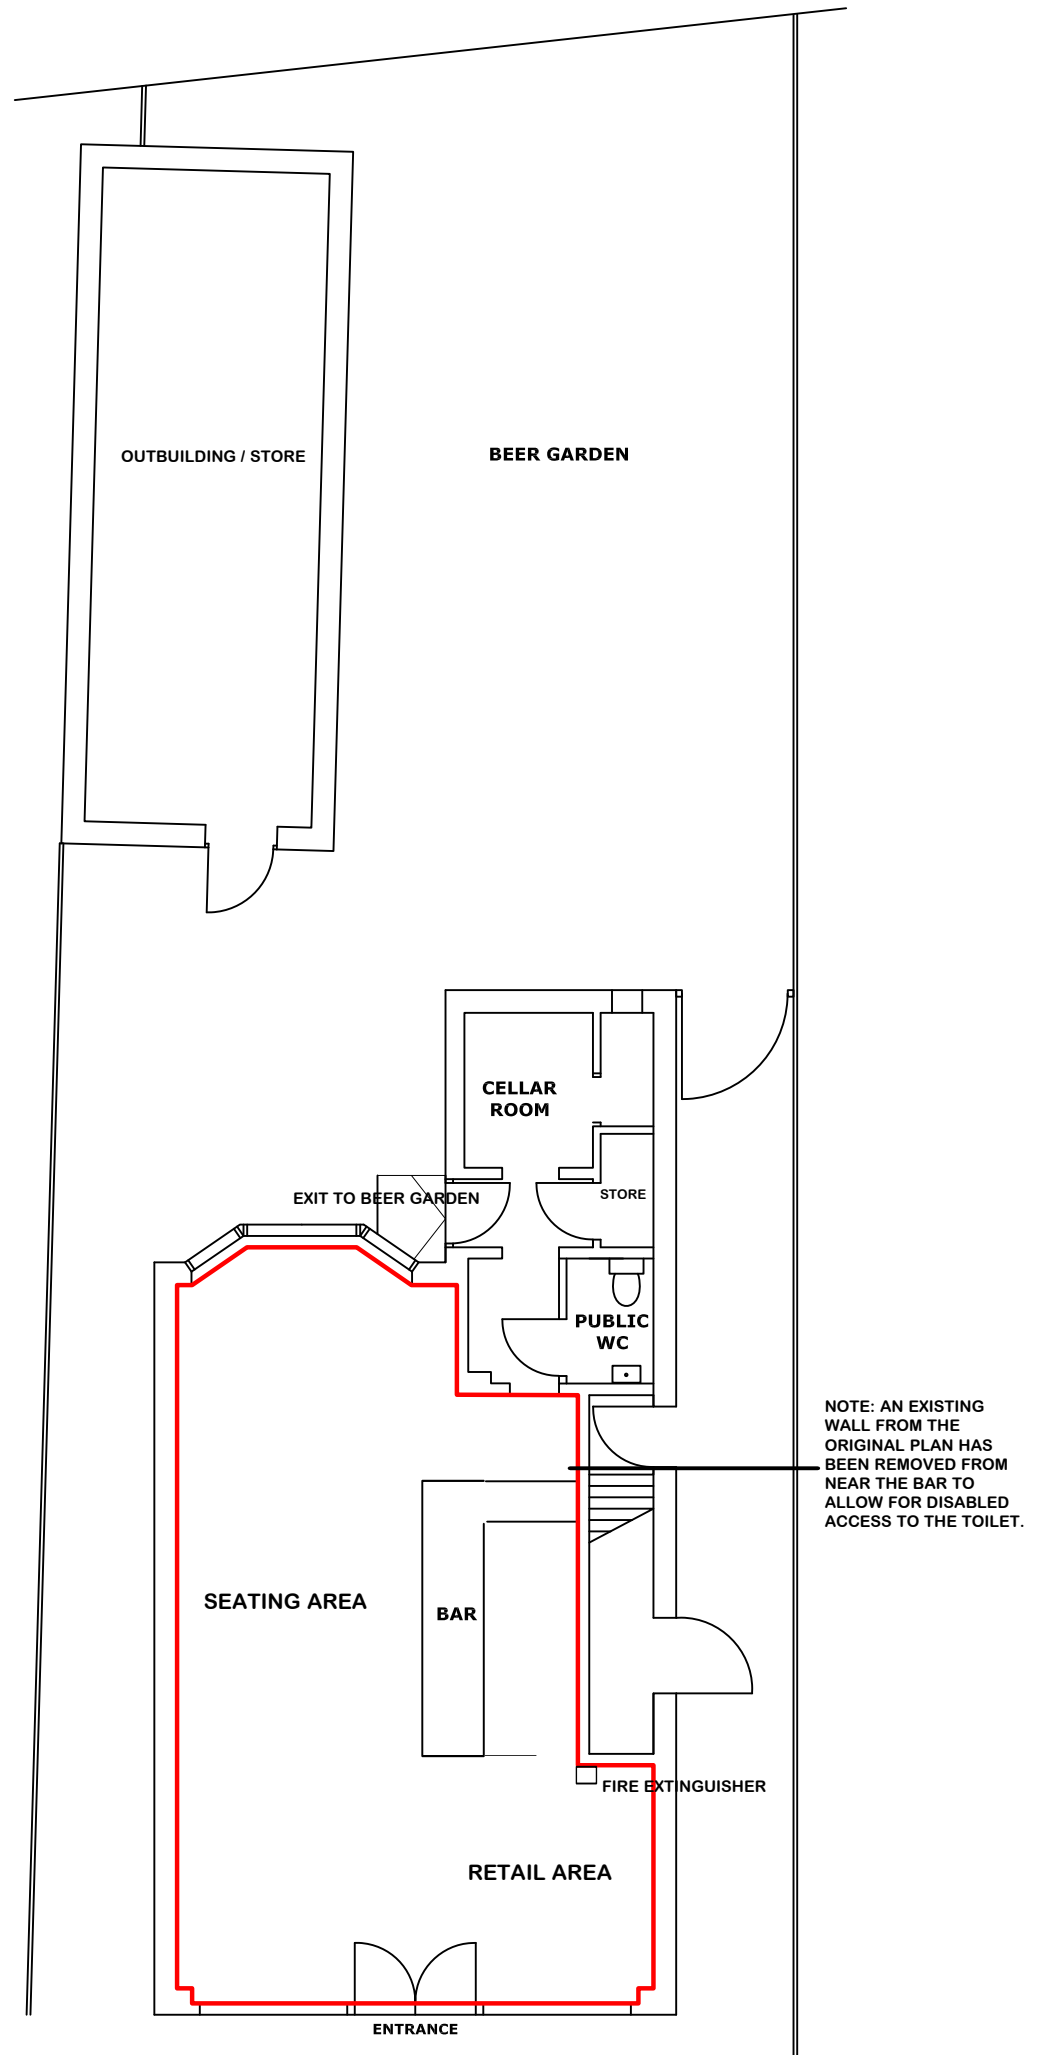 OUTBUILDING / STORE
BEER GARDEN
CELLAR
ROOM
EXIT TO BEER GARDEN
STORE
PUBLIC
WC
NOTE: AN EXISTING
WALL FROM THE
ORIGINAL PLAN HAS
BEEN REMOVED FROM
NEAR THE BAR TO
ALLOW FOR DISABLED
ACCESS TO THE TOILET.
SEATING AREA
BAR
FIRE EXTINGUISHER
RETAIL AREA
ENTRANCE